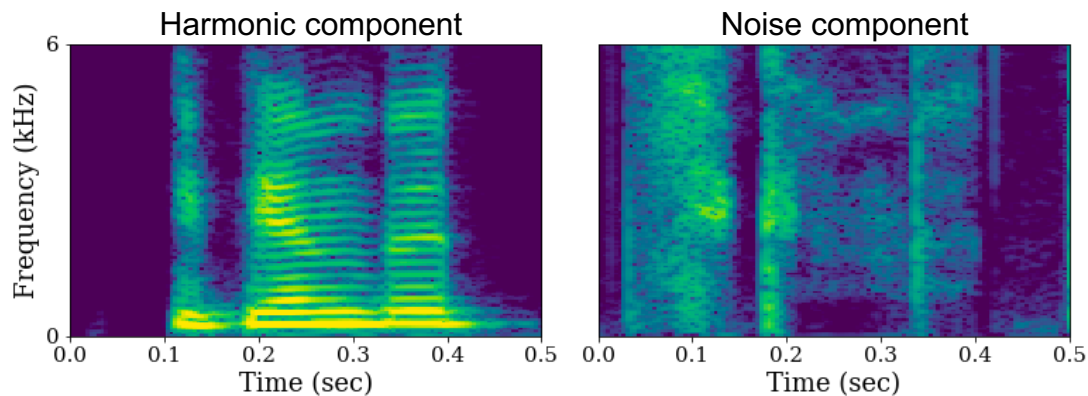 Harmonic component
Noise component
6
Frequency (kHz)
0
0.0 0.1 0.2 0.3 0.4 0.5
0.0 0.1 0.2 0.3 0.4 0.5
Time (sec)
Time (sec)